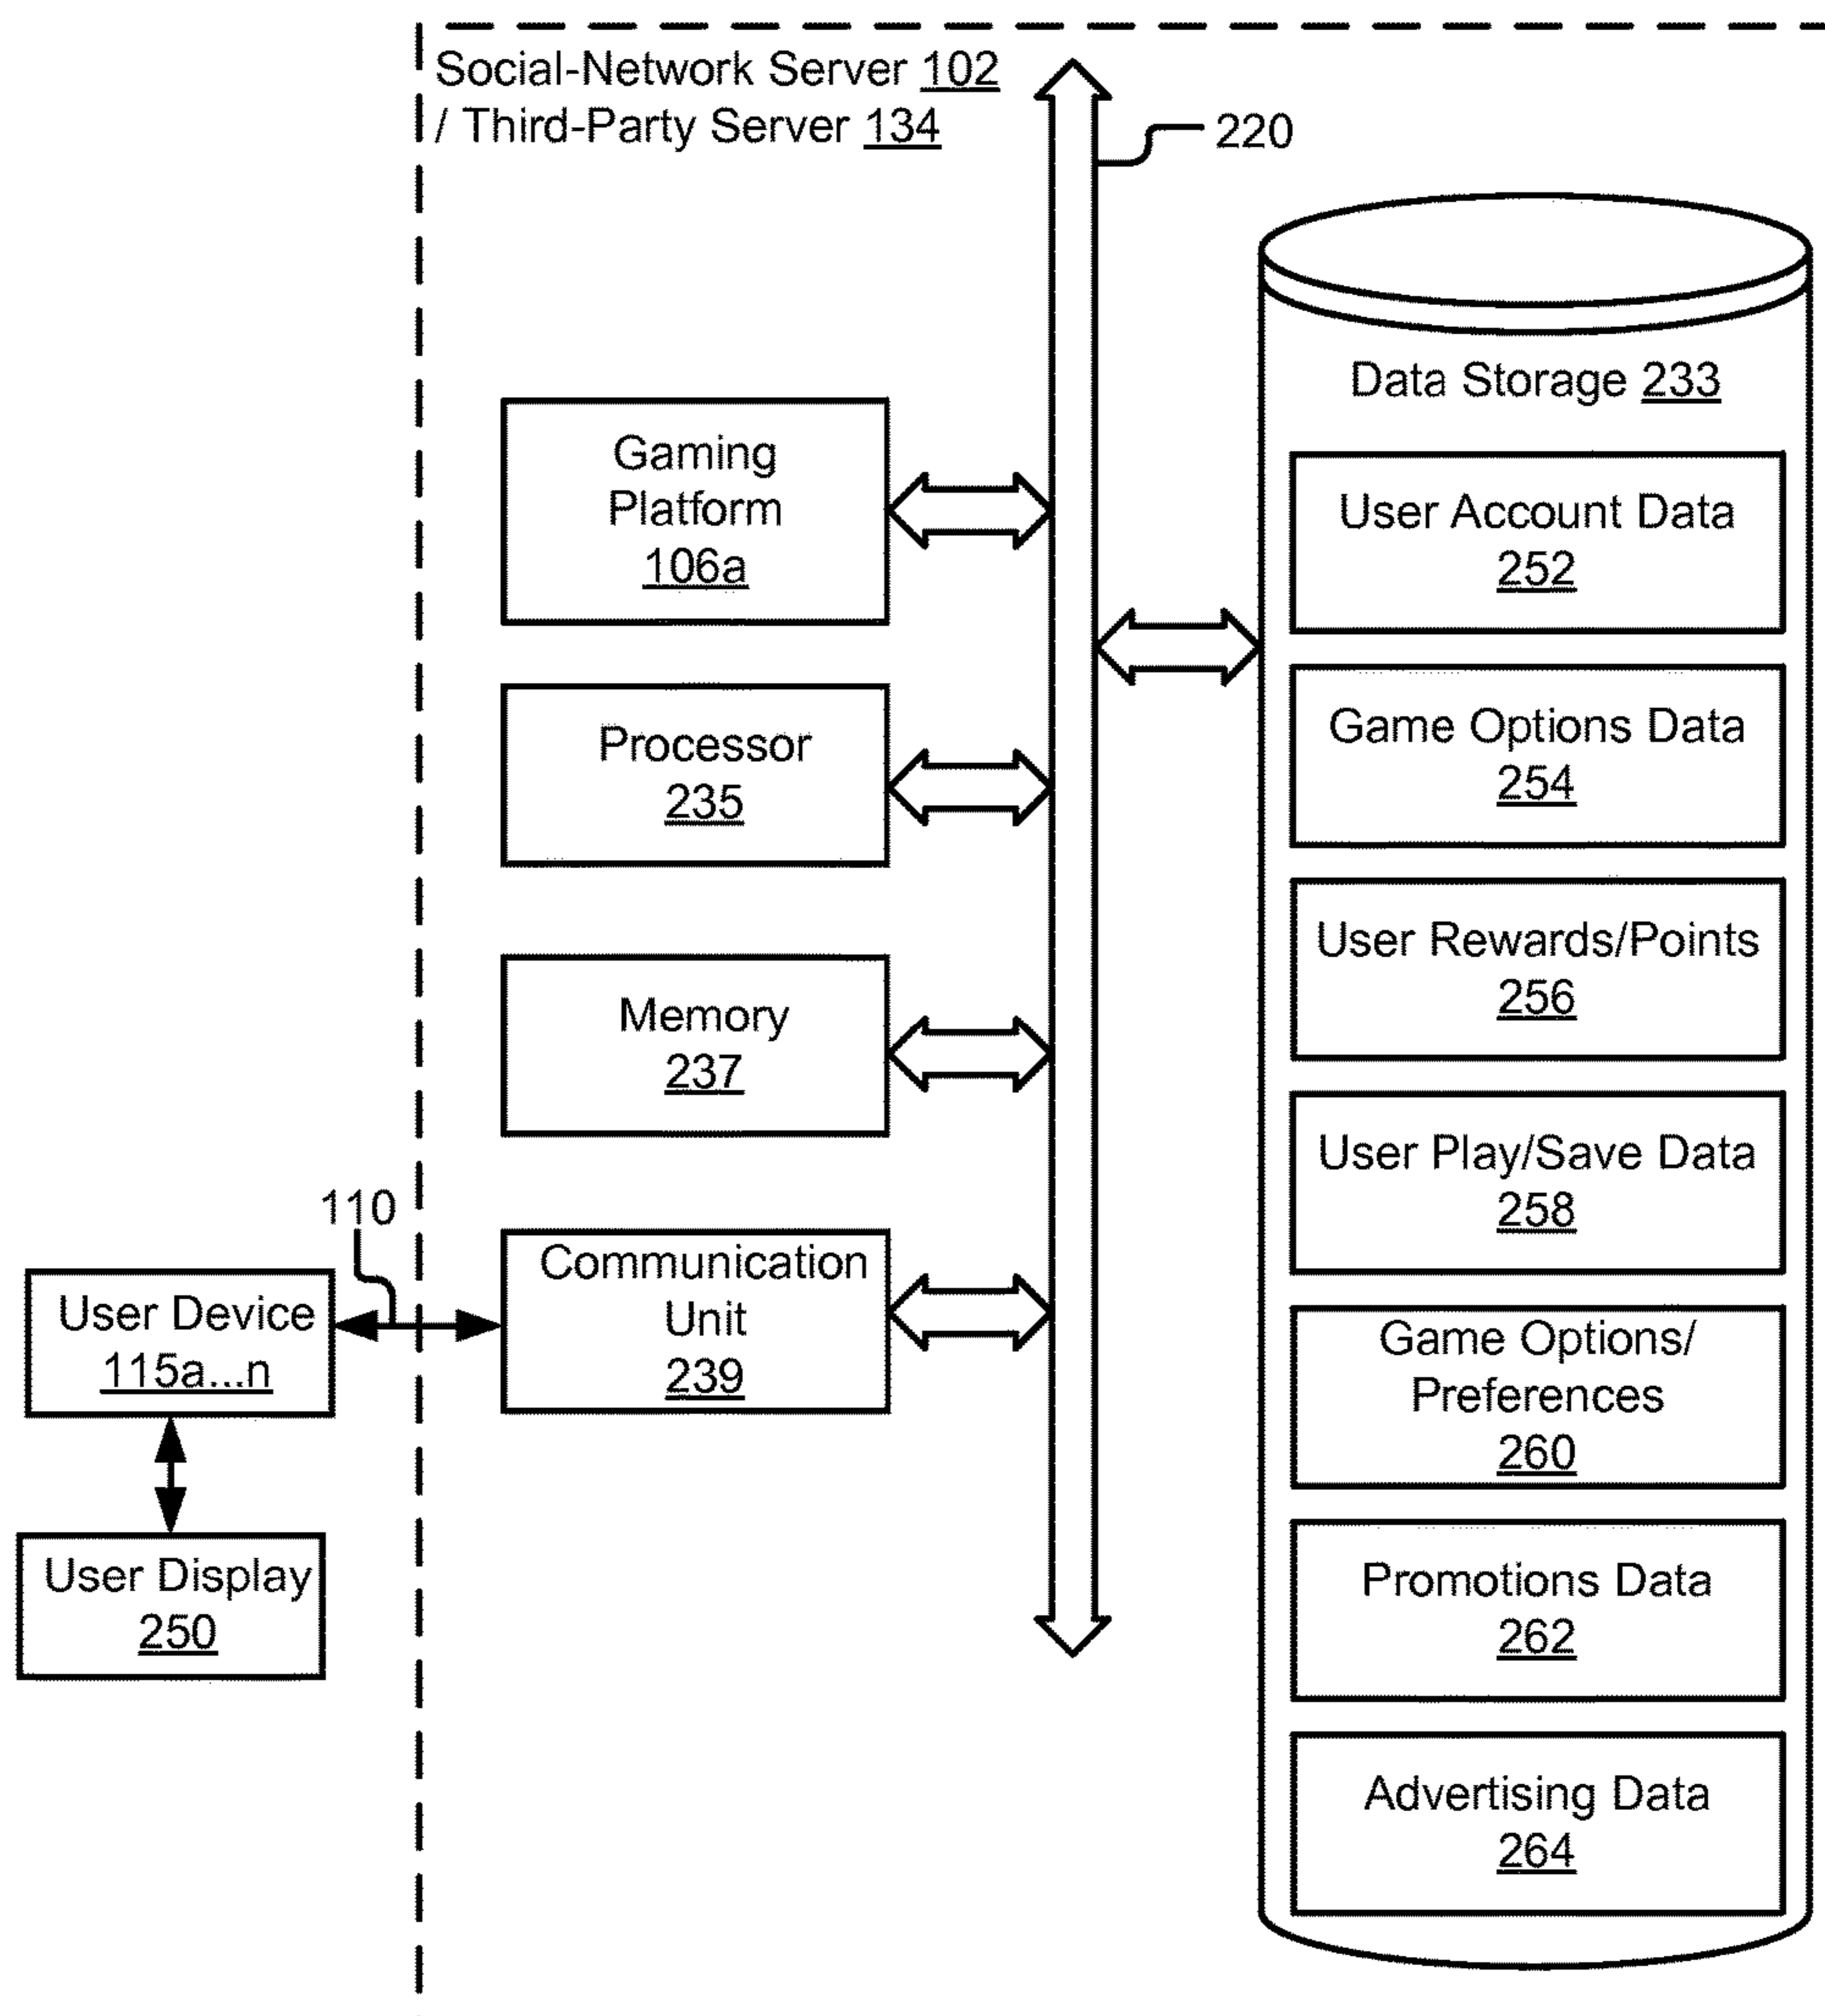 Social-Network Server 102
/ Third-Party Server 134
220
Data Storage 233
Gaming
Platform
106a
User Account Data
252
Processor
235
Game Options Data
254
User Rewards/Points
256
Memory
237
User Play/Save Data
258
110
Communication
Unit
239
User Device
115a...n
Game Options/
Preferences
260
User Display
250
Promotions Data
262
Advertising Data
264